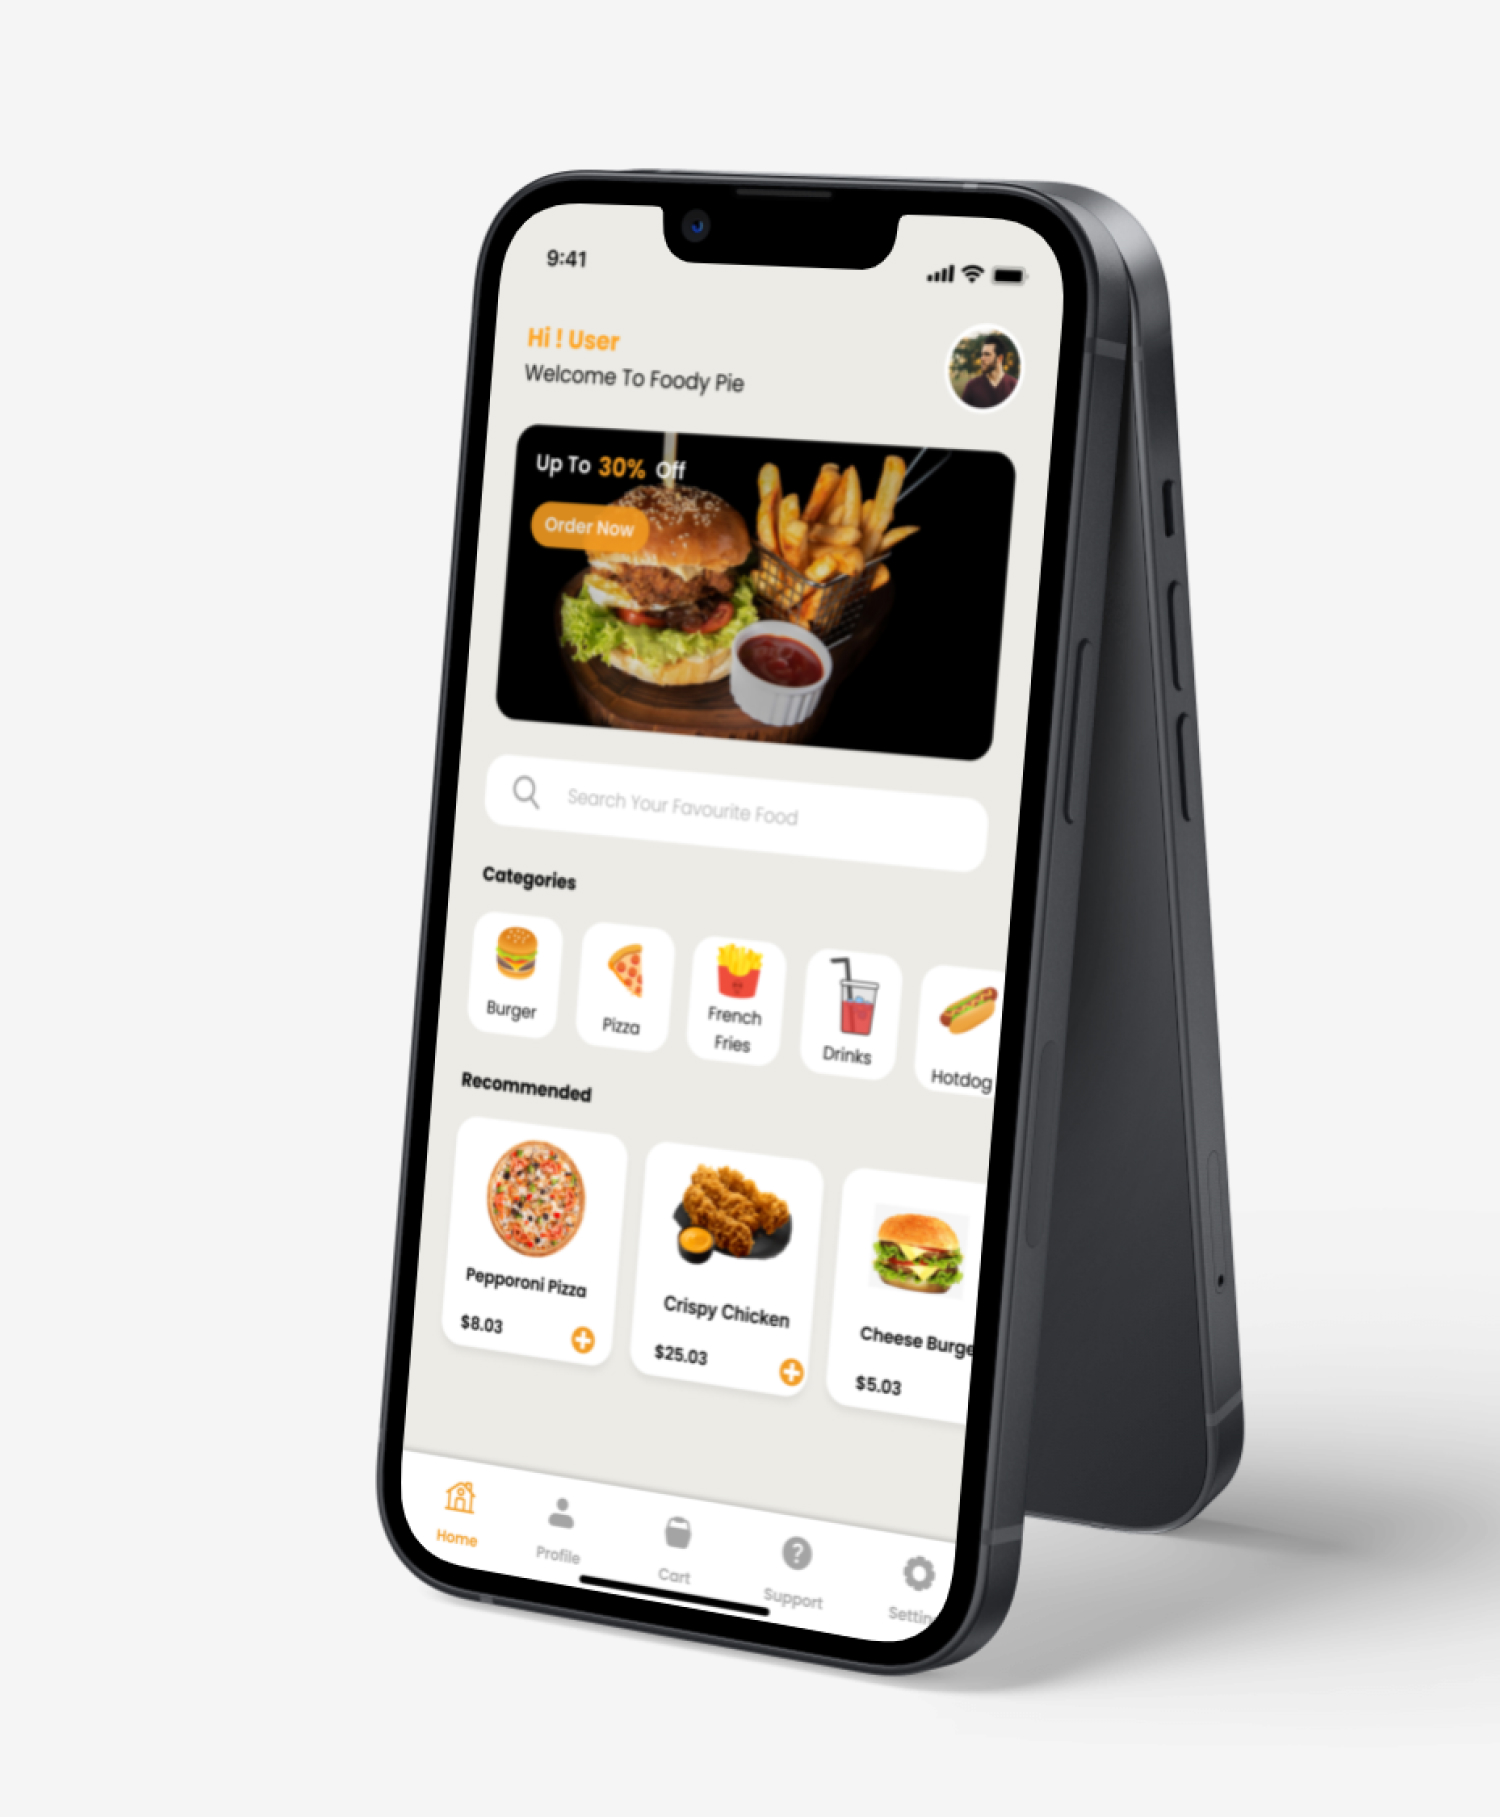 9:41
Hi ! User
Welcome To Foody Pie
Up To 30% Off
Order Now
Search Your Favourite Food
Categories
Burger
Pizza
French
Fries
Drinks
Hotdog
Recommended
Pepporoni Pizza
$8.03
Crispy Chicken
$25.03
Cheese Burge
$5.03
Home
Profile
Cart
Support
Settin